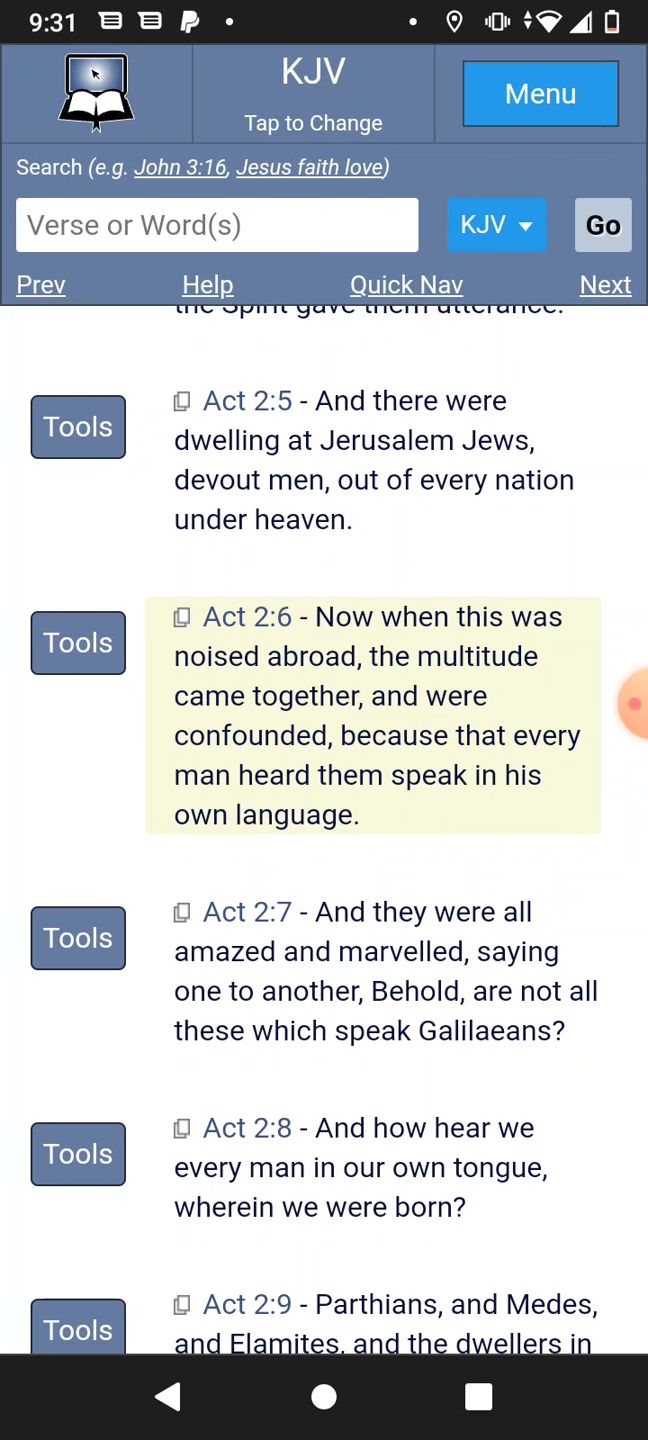 9:31
KJV
Tap to Change
Menu
Search (e.g. John 3:16, Jesus faith love)
Verse or Word(s)
KJV
Go
Prev
Help
Quick Nav
Next
the Spirit gave them utterance.
Tools
Act 2:5 - And there were
dwelling at Jerusalem Jews,
devout men, out of every nation
under heaven.
Tools
Act 2:6 - Now when this was
noised abroad, the multitude
came together, and were
confounded, because that every
man heard them speak in his
own language.
Tools
Act 2:7 - And they were all
amazed and marvelled, saying
one to another, Behold, are not all
these which speak Galilaeans?
Tools
Act 2:8 - And how hear we
every man in our own tongue,
wherein we were born?
Tools
Act 2:9 - Parthians, and Medes,
and Elamites, and the dwellers in